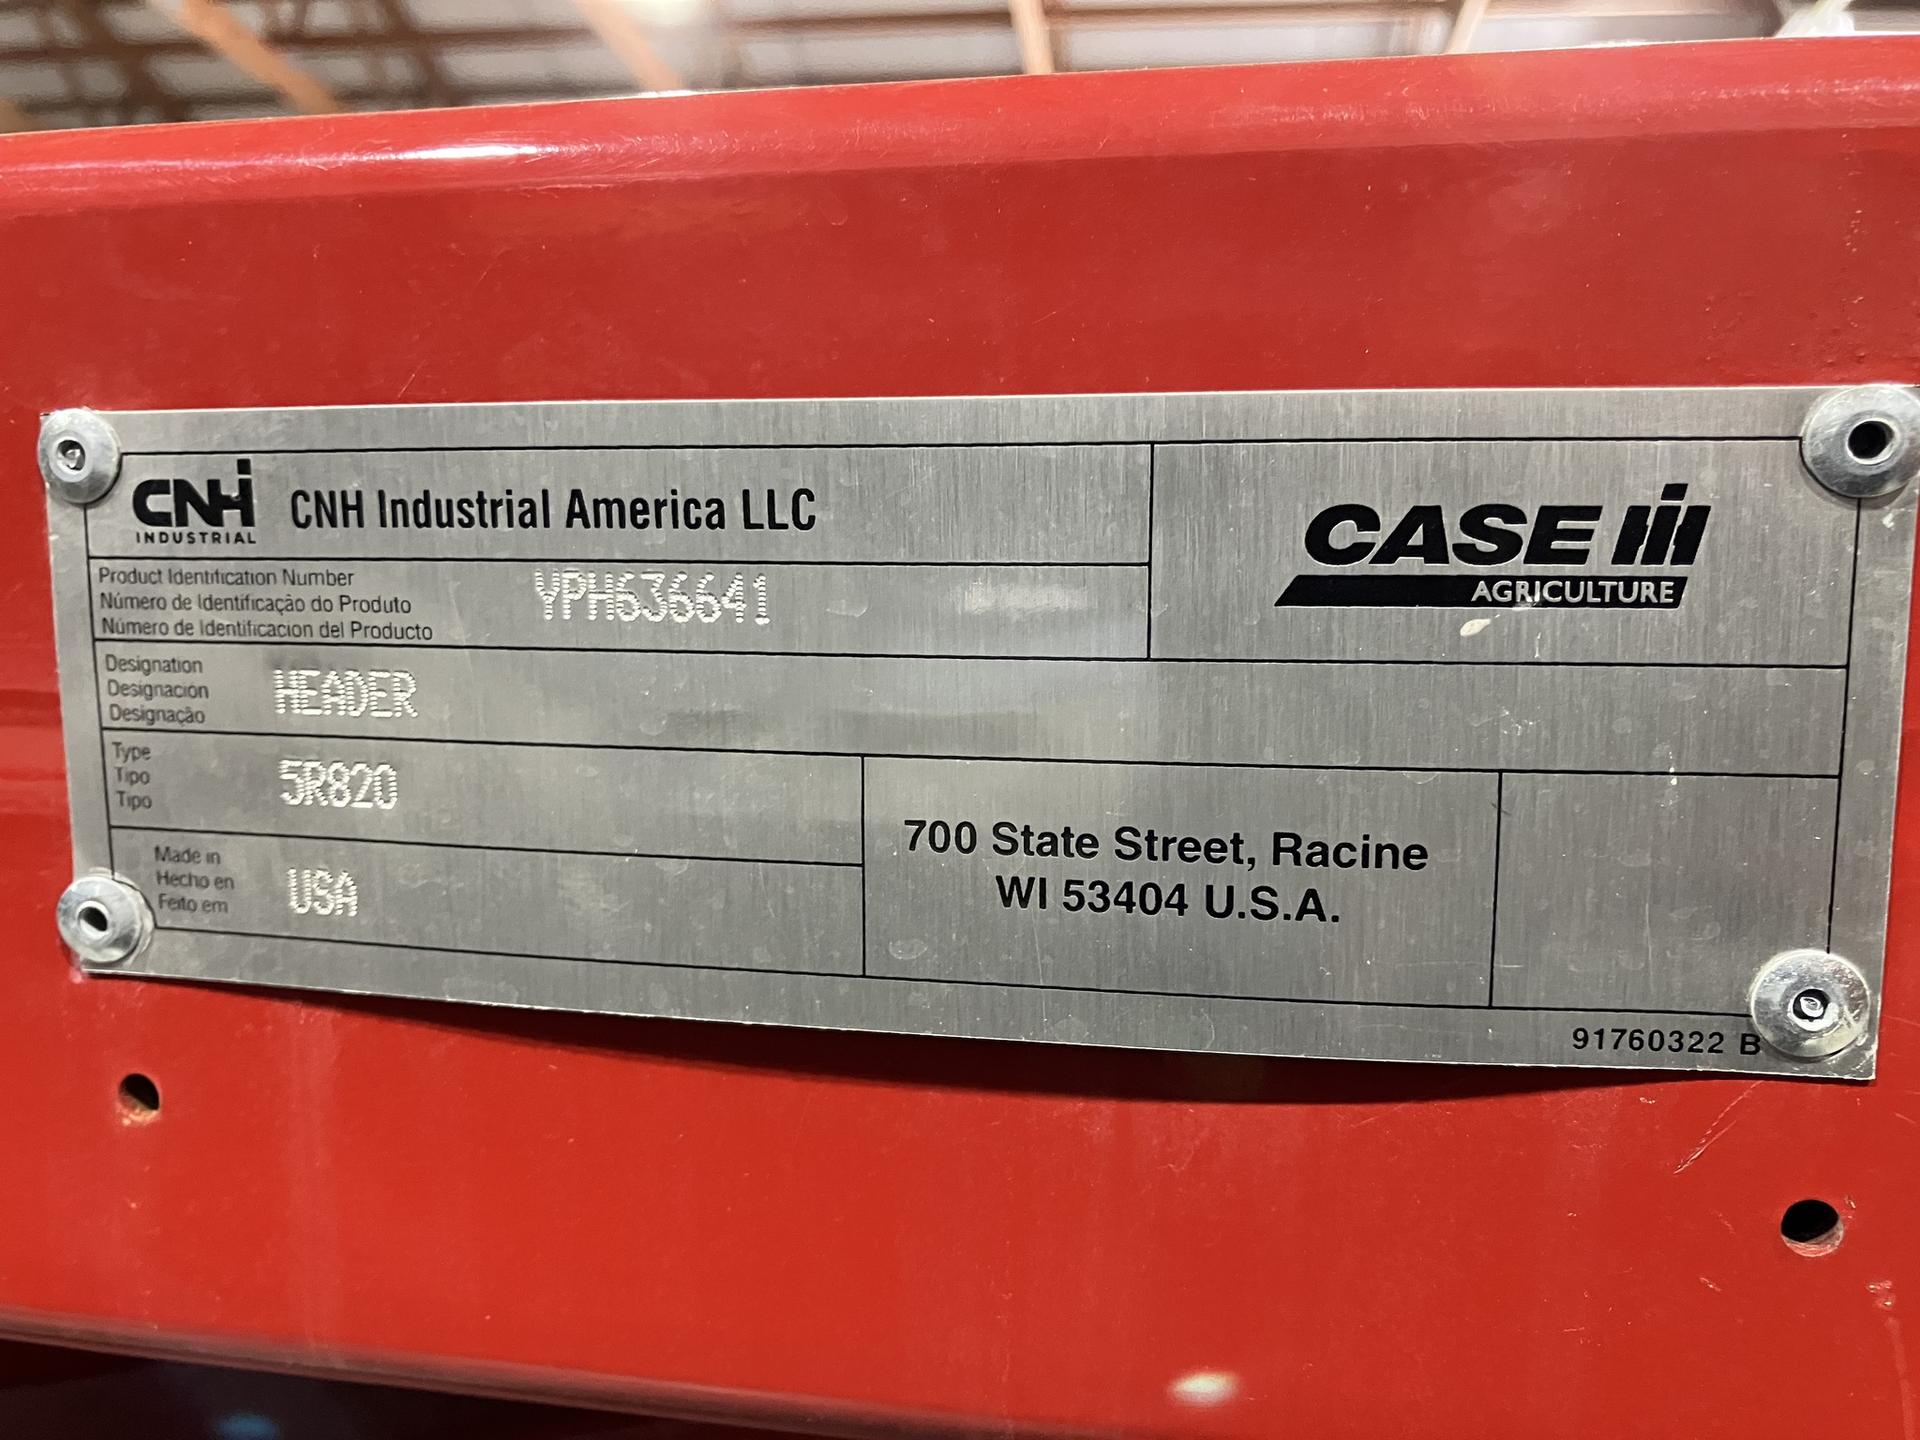 CNH
INDUSTRIAL
CNH Industrial America LLC
CASE IH
AGRICULTURE
Product Identification Number
Número de Identificação do Produto
Número de Identificacion del Producto
YPH636641
Designation
Designación
Designação
HEADER
Type
Tipo
Tipo
5R820
Made in
Hecho en
Feito em
USA
700 State Street, Racine
WI 53404 U.S.A.
91760322 B